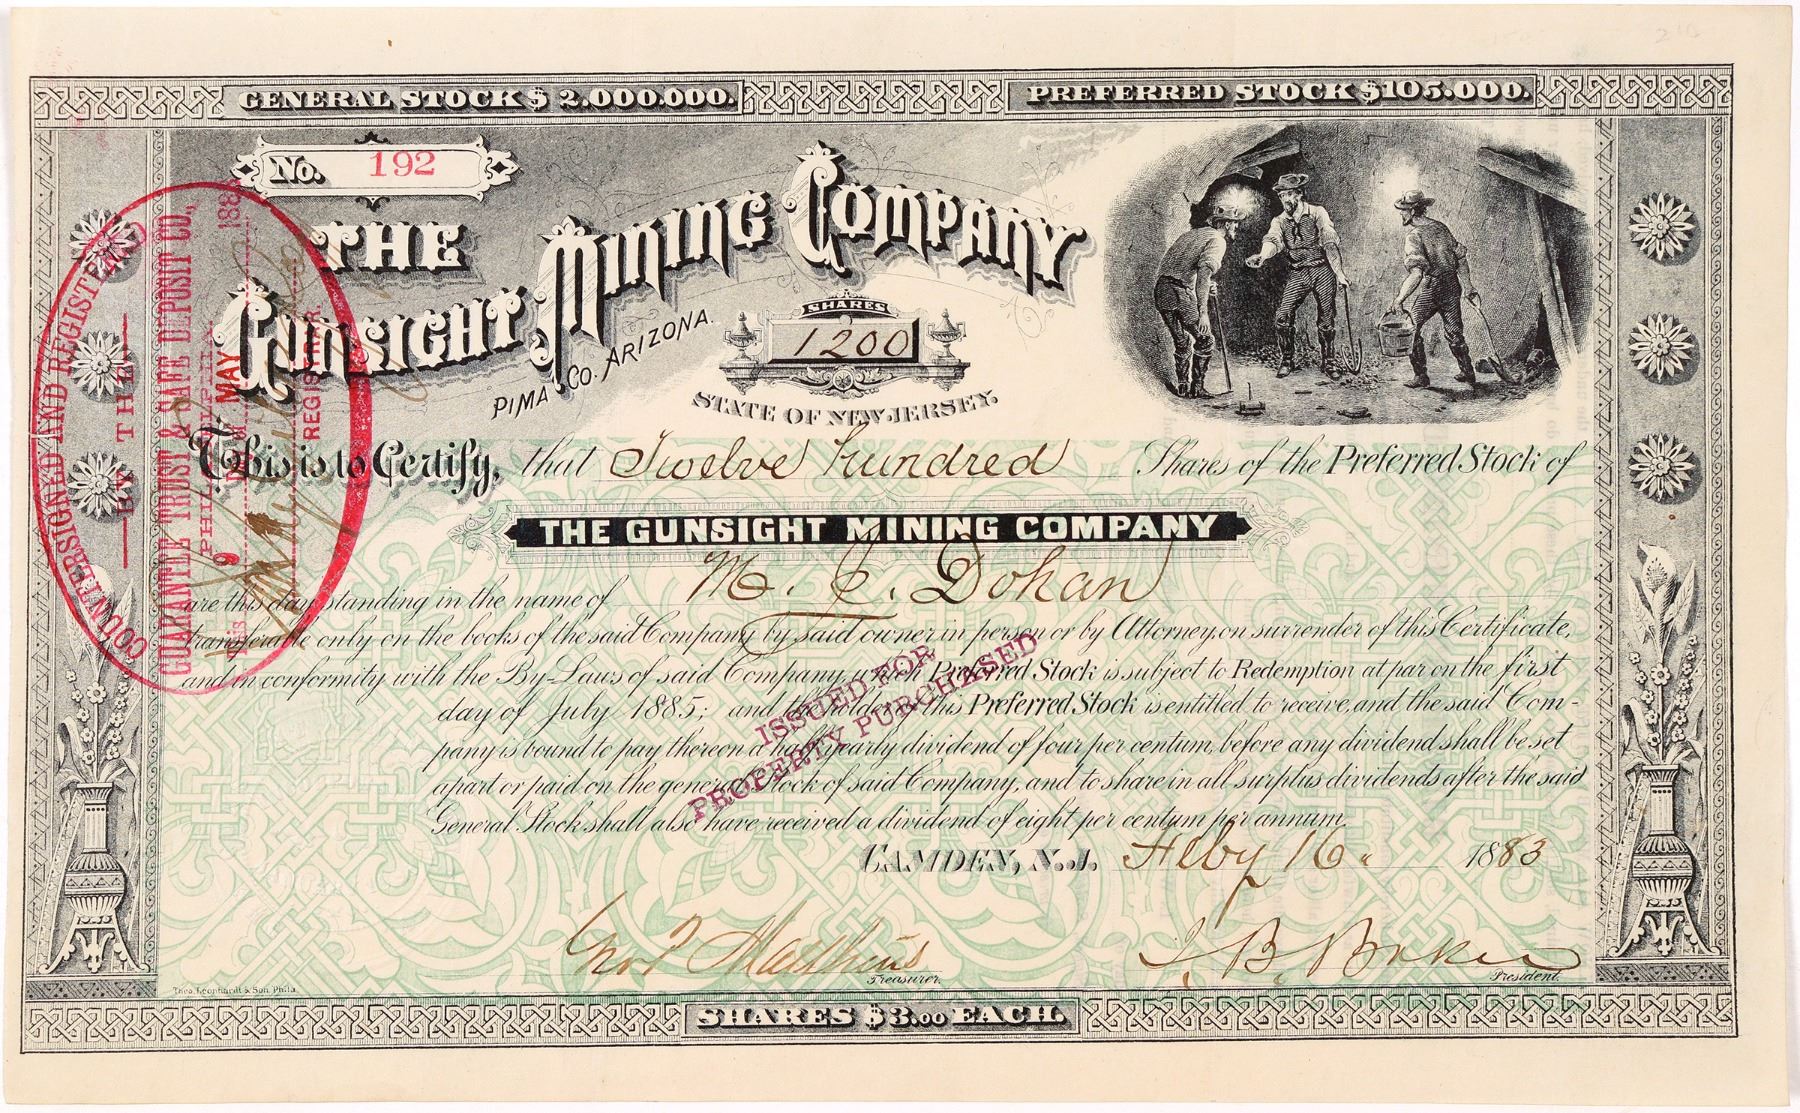 GENERAL STOCK $ 2.000.000.
PREFERRED STOCK $105.000.
No. 192
THE
GUNSIGHT MINING COMPANY
PIMA Co. ARIZONA.
SHARES
1200
STATE OF NEW JERSEY.
This is to Certify, that Twelve hundred Shares of the Preferred Stock of
THE GUNSIGHT MINING COMPANY
are this day standing in the name of M. J. Dohan
transferable only on the books of the said Company by said owner in person or by Attorney, on surrender of this Certificate,
and in conformity with the By-Laws of said Company, which Preferred Stock is subject to Redemption at par on the first
day of July 1885; and the holder of this Preferred Stock is entitled to receive, and the said Com-
pany is bound to pay thereon a half yearly dividend of four per centum, before any dividend shall be set
apart or paid on the general Stock of said Company, and to share in all surplus dividends after the said
General Stock shall also have received a dividend of eight per centum per annum.
CAMDEN, N.J. Feby 16 1883
Treasurer.
J. B. Baker
President.
Theo. Leonhardt & Son, Phila.
SHARES $3.00 EACH.
ISSUED FOR
PROPERTY PURCHASED
COUNTERSIGNED AND REGISTERED
BY THE
GUARANTEE TRUST & SAFE DEPOSIT CO.,
PHILADELPHIA.
This 9 DAY MAY 188
REGISTRAR.